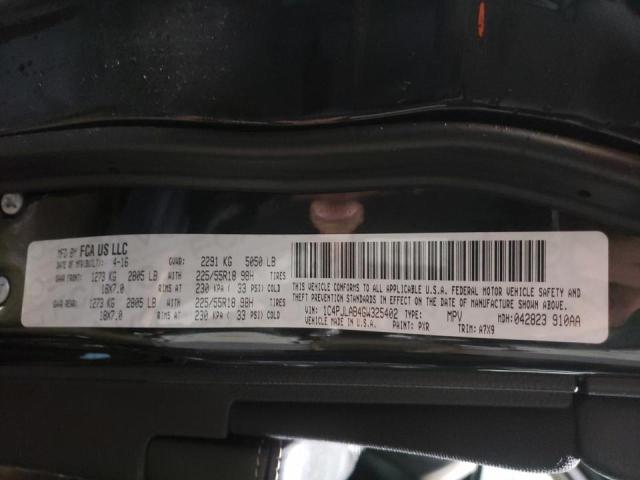 MFD BY FCA US LLC
DATE OF MFR(BUILT): 4-16 GVWR: 2291 KG 5050 LB
GAWR FRONT: 1273 KG 2805 LB WITH 225/55R18 98H TIRES
18X7.0 RIMS AT 230 KPA ( 33 PSI COLD
GAWR REAR: 1273 KG 2805 LB WITH 225/55R18 98H TIRES
18X7.0 RIMS AT 230 KPA ( 33 PSI COLD
THIS VEHICLE CONFORMS TO ALL APPLICABLE U.S.A. FEDERAL MOTOR VEHICLE SAFETY AND
THEFT PREVENTION STANDARDS IN EFFECT ON THE DATE OF MANUFACTURE SHOWN ABOVE.
VIN: 1C4PJLAB4GW325402 TYPE: MPV MDH: 042823 910AA
VEHICLE MADE IN U.S.A. PAINT: PXR TRIM: A7X9